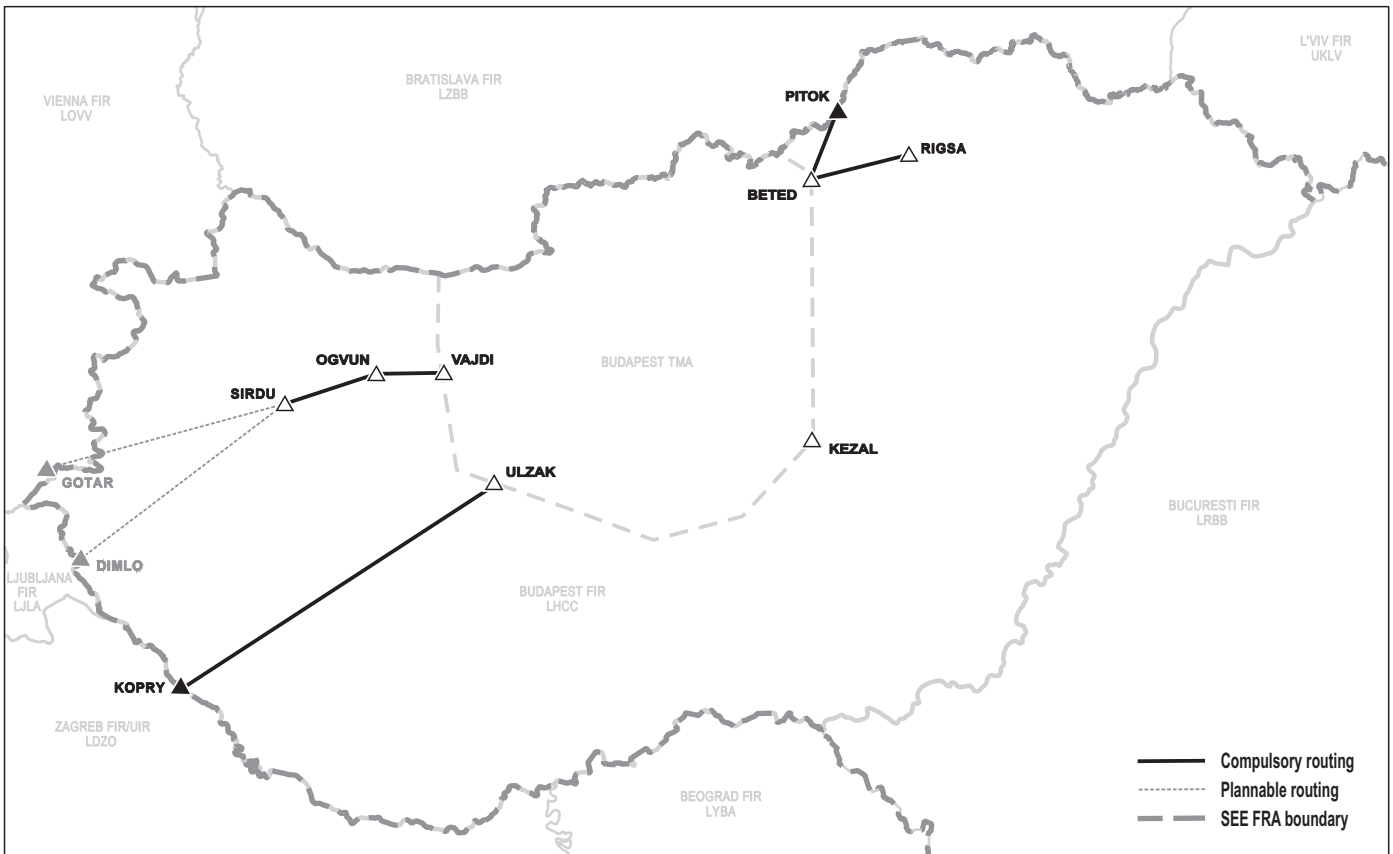 L'VIV FIR
UKLV
BRATISLAVA FIR
LZBB
VIENNA FIR
LOVV
PITOK
RIGSA
BETED
OGVUN
VAJDI
BUDAPEST TMA
SIRDU
KEZAL
ULZAK
GOTAR
BUCURESTI FIR
LRBB
DIMLO
LJUBLJANA
FIR
LJLA
BUDAPEST FIR
LHCC
KOPRY
ZAGREB FIR/UIR
LDZO
BEOGRAD FIR
LYBA
Compulsory routing
Plannable routing
SEE FRA boundary